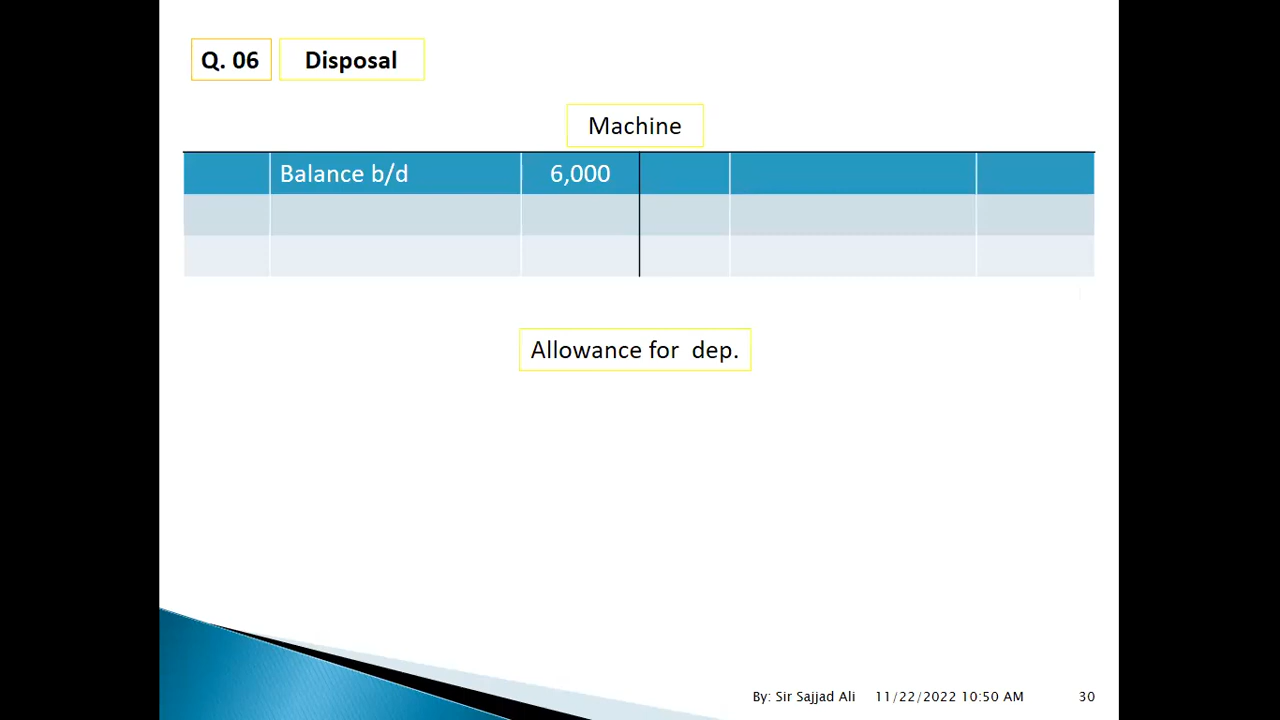 Q. 06 Disposal
Machine
Balance b/d 6,000
Allowance for dep.
By: Sir Sajjad Ali 11/22/2022 10:50 AM 30